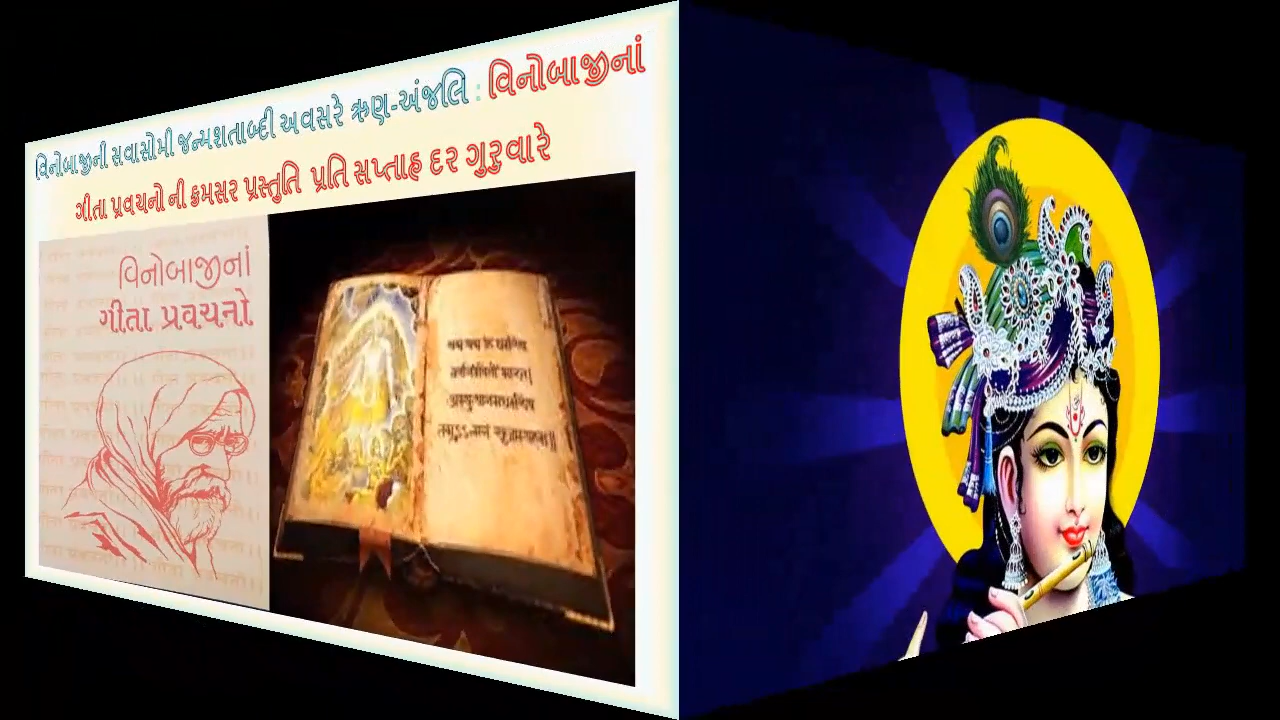 વિનોબાજીની સવાસોમી જન્મશતાબ્દી અવસરે ઋણ-અંજલિ : વિનોબાજીનાં
ગીતા પ્રવચનો ની ક્રમસર પ્રસ્તુતિ પ્રતિ સપ્તાહ દર ગુરુવારે
વિનોબાજીનાં
ગીતા પ્રવચનો